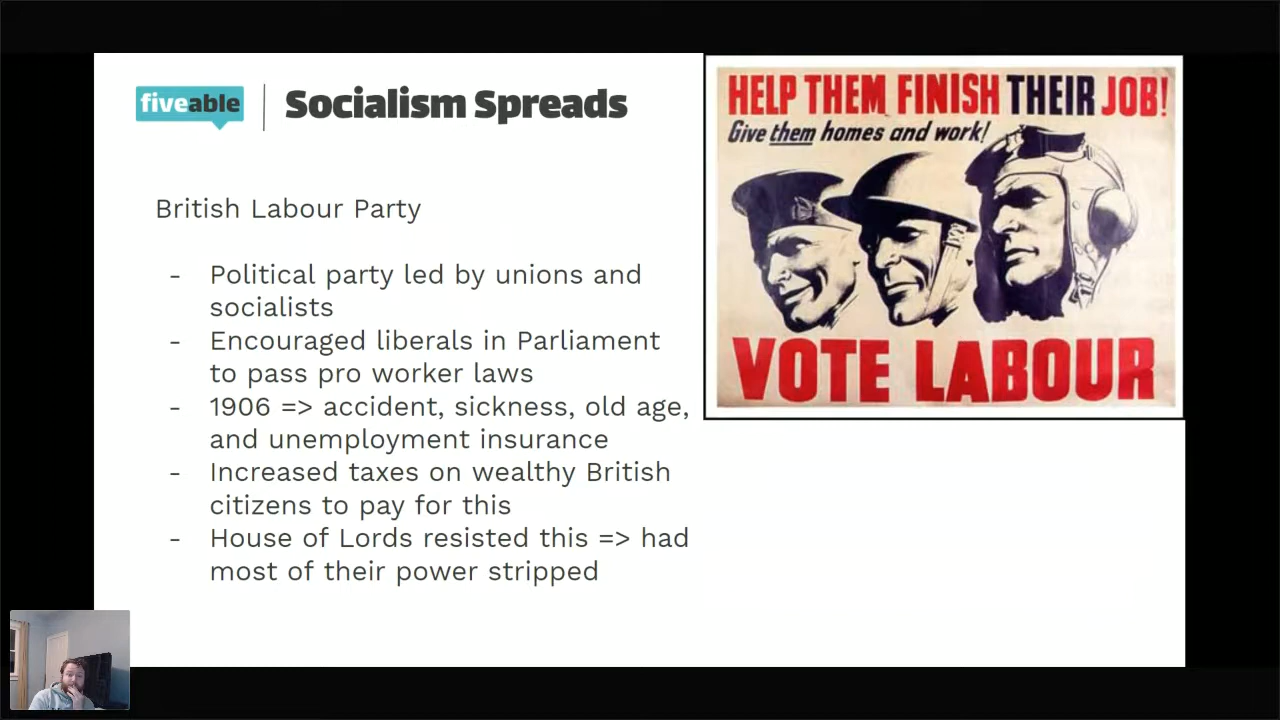 fiveable
Socialism Spreads
British Labour Party
- Political party led by unions and
socialists
- Encouraged liberals in Parliament
to pass pro worker laws
- 1906 => accident, sickness, old age,
and unemployment insurance
- Increased taxes on wealthy British
citizens to pay for this
- House of Lords resisted this => had
most of their power stripped
HELP THEM FINISH THEIR JOB!
Give them homes and work!
VOTE LABOUR